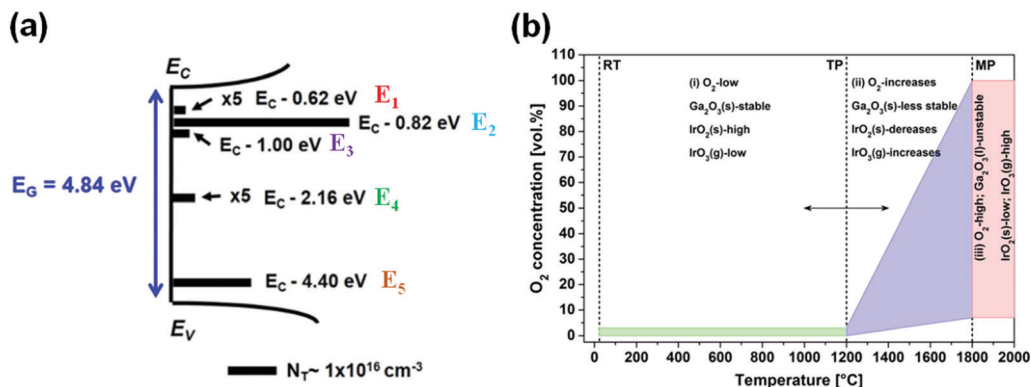 (a)
E_C
x5 E_C - 0.62 eV E_1
E_C - 0.82 eV E_2
E_C - 1.00 eV E_3
E_G = 4.84 eV
x5 E_C - 2.16 eV E_4
E_C - 4.40 eV E_5
E_V
N_T~ 1x10^16 cm^-3
(b)
O_2 concentration [vol.%]
110
100
90
80
70
60
50
40
30
20
10
0
RT
TP
MP
(i) O_2-low
Ga_2O_3(s)-stable
IrO_2(s)-high
IrO_3(g)-low
(ii) O_2-increases
Ga_2O_3(s)-less stable
IrO_2(s)-dereases
IrO_3(g)-increases
(iii) O_2-high; Ga_2O_3(l)-unstable
IrO_2(s)-low; IrO_3(g)-high
0 200 400 600 800 1000 1200 1400 1600 1800 2000
Temperature [°C]